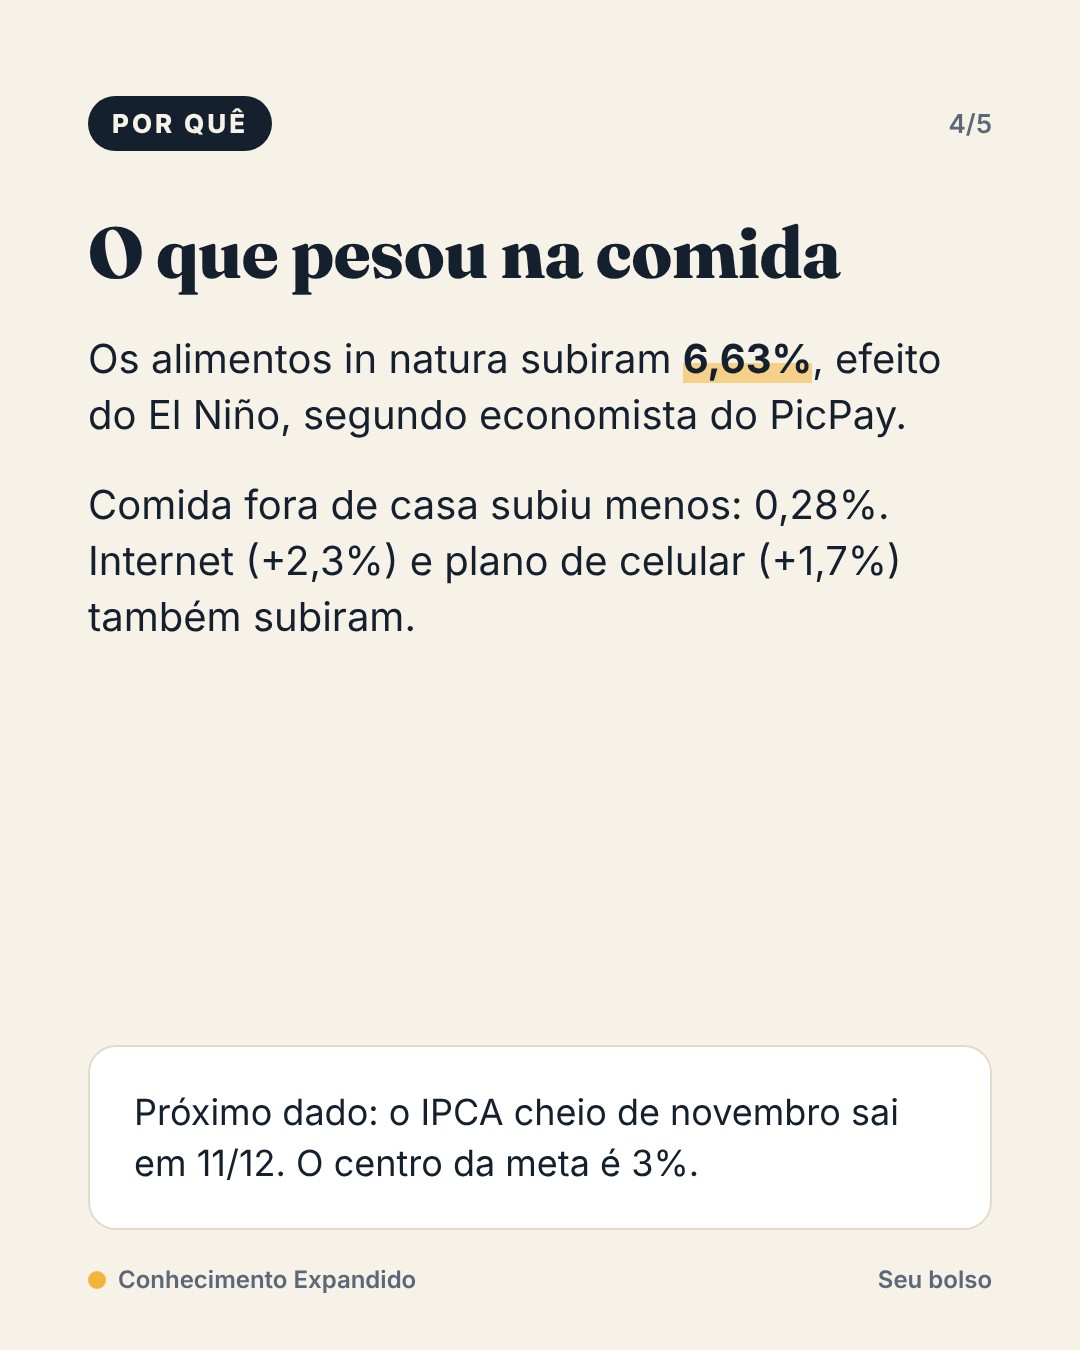 POR QUÊ
4/5
O que pesou na comida
Os alimentos in natura subiram 6,63%, efeito
do El Niño, segundo economista do PicPay.
Comida fora de casa subiu menos: 0,28%.
Internet (+2,3%) e plano de celular (+1,7%)
também subiram.
Próximo dado: o IPCA cheio de novembro sai
em 11/12. O centro da meta é 3%.
Conhecimento Expandido
Seu bolso